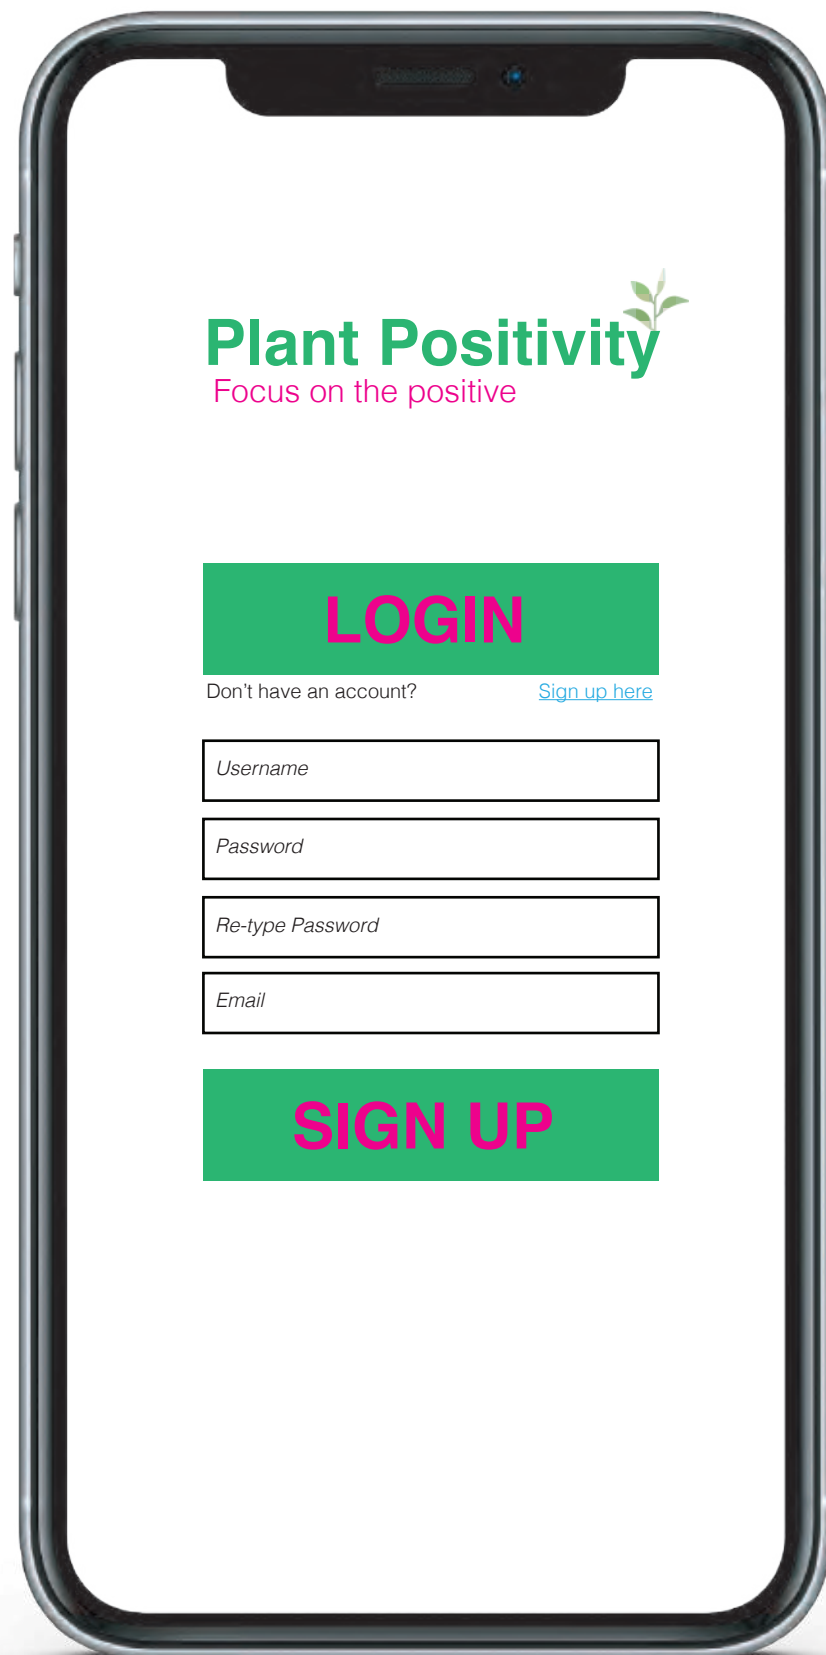 Plant Positivity
Focus on the positive
LOGIN
Don't have an account? Sign up here
Username
Password
Re-type Password
Email
SIGN UP